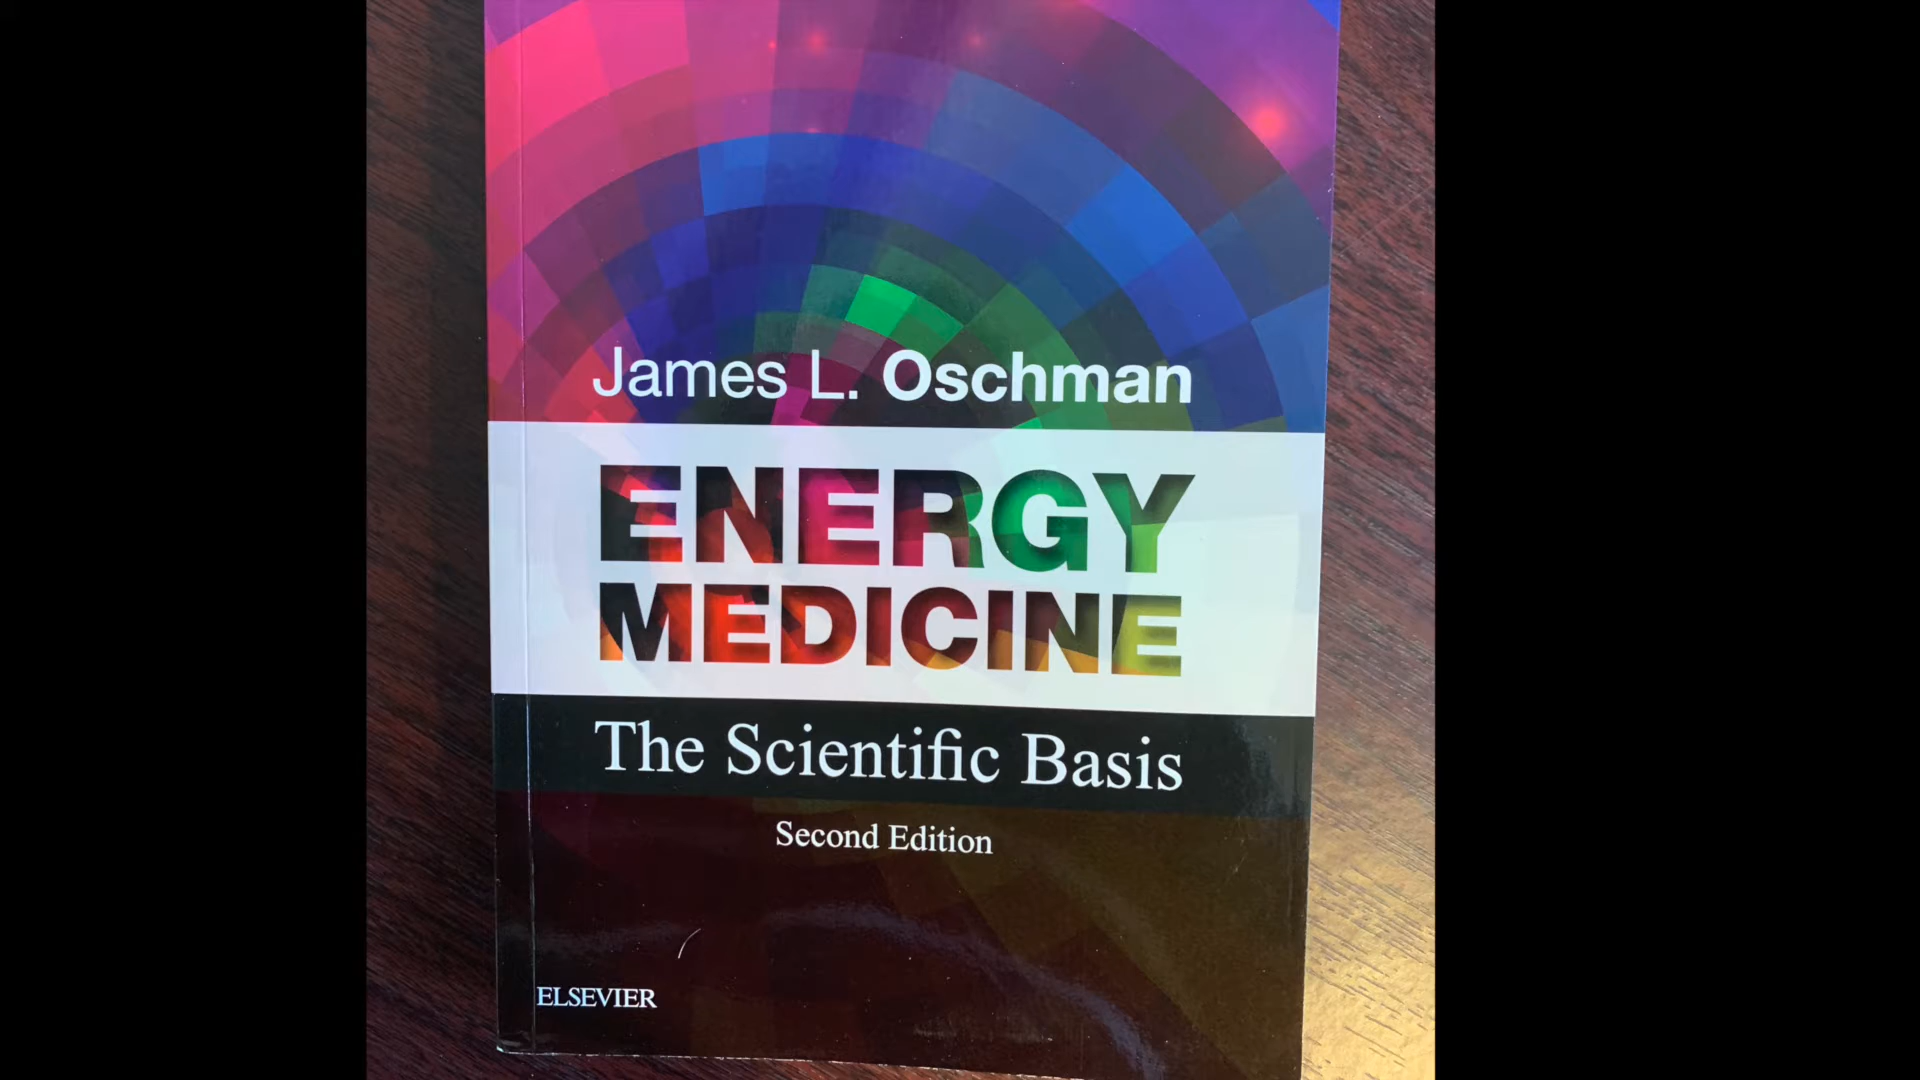 James L. Oschman
ENERGY
MEDICINE
The Scientific Basis
Second Edition
ELSEVIER